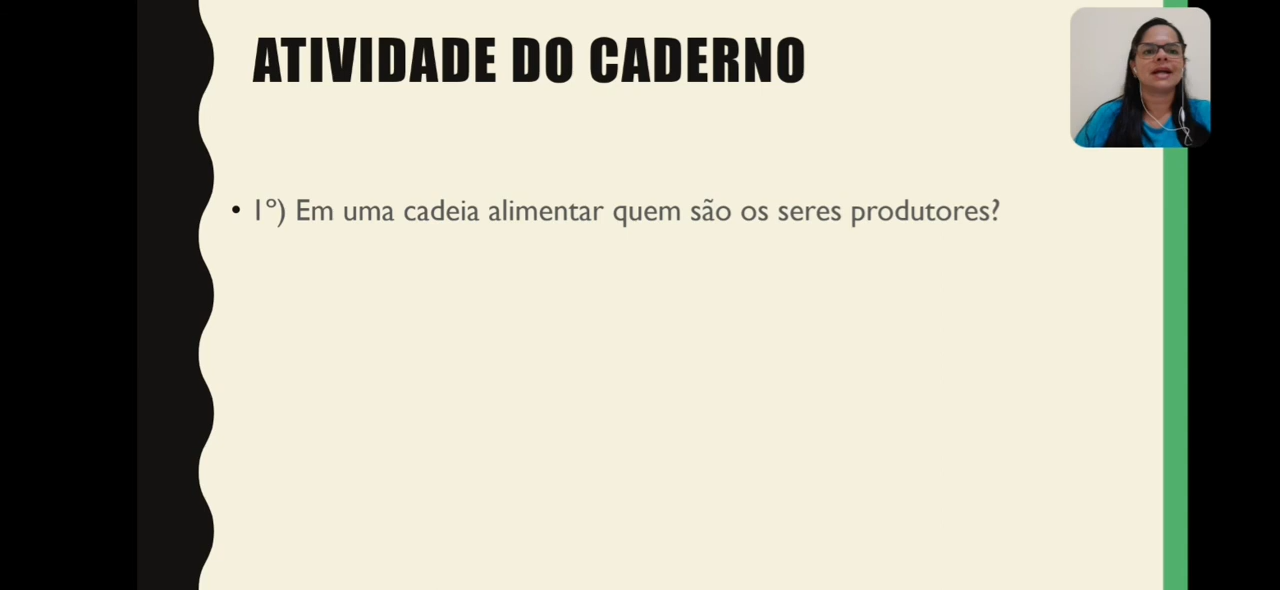 ATIVIDADE DO CADERNO
• 1º) Em uma cadeia alimentar quem são os seres produtores?